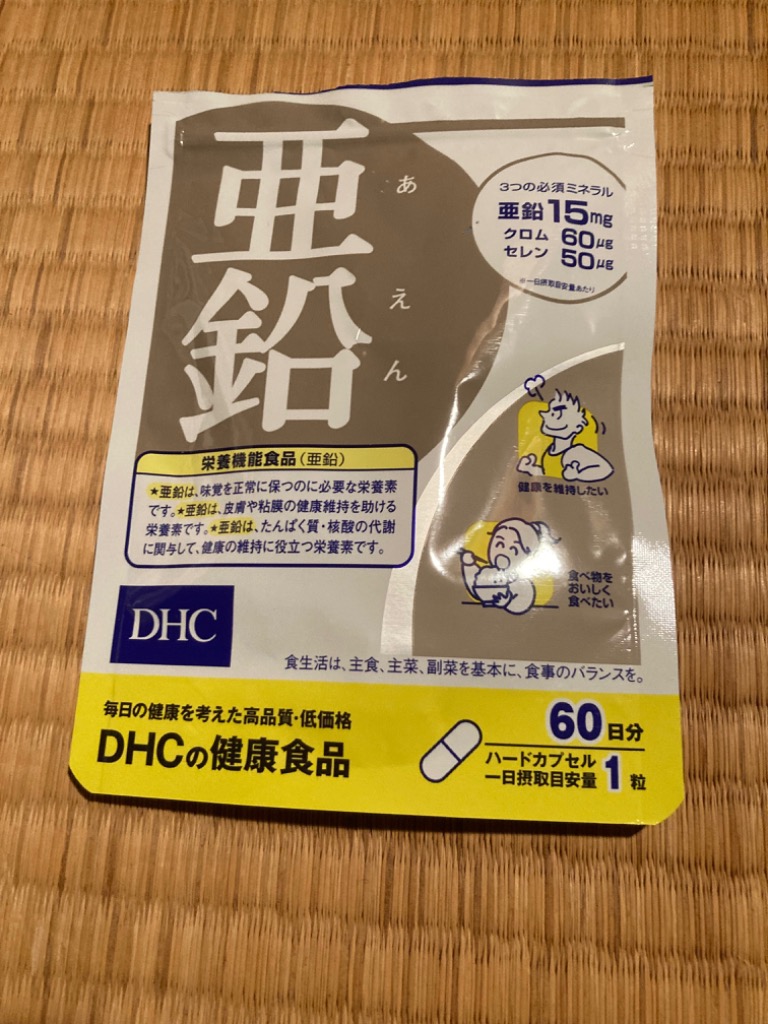 亜鉛
あえん
3つの必須ミネラル
亜鉛 15mg
クロム 60μg
セレン 50μg
※一日摂取目安量あたり
栄養機能食品(亜鉛)
★亜鉛は、味覚を正常に保つのに必要な栄養素
です。★亜鉛は、皮膚や粘膜の健康維持を助ける
栄養素です。★亜鉛は、たんぱく質・核酸の代謝
に関与して、健康の維持に役立つ栄養素です。
健康を維持したい
食べ物を
おいしく
食べたい
DHC
食生活は、主食、主菜、副菜を基本に、食事のバランスを。
毎日の健康を考えた高品質・低価格
DHCの健康食品
60日分
ハードカプセル
一日摂取目安量 1粒